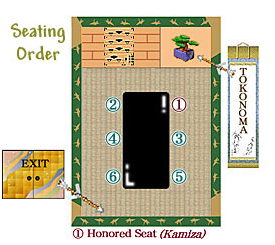 Seating
Order
TOKONOMA
② ①
④ ③
EXIT
⑥ ⑤
① Honored Seat (Kamiza)